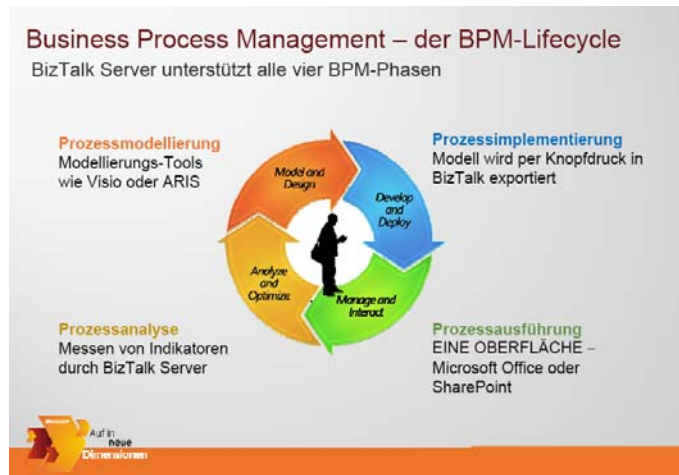 Business Process Management – der BPM-Lifecycle
BizTalk Server unterstützt alle vier BPM-Phasen
Prozessmodellierung
Modellierungs-Tools
wie Visio oder ARIS
Prozessimplementierung
Modell wird per Knopfdruck in
BizTalk exportiert
Model and
Design
Develop
and
Deploy
Analyze
and
Optimize
Manage and
Interact
Prozessanalyse
Messen von Indikatoren
durch BizTalk Server
Prozessausführung
EINE OBERFLÄCHE –
Microsoft Office oder
SharePoint
Microsoft
Auf in
neue
Dimensionen